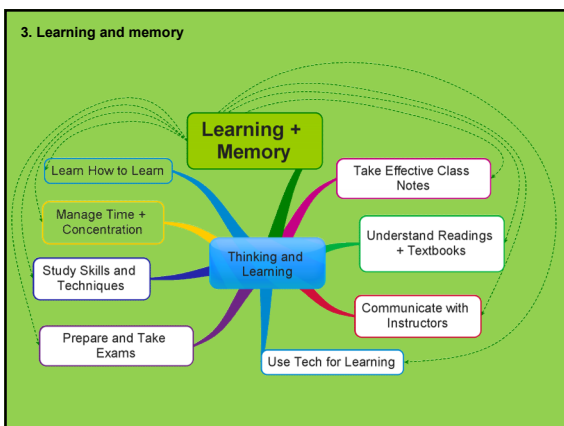 3. Learning and memory
Learning +
Memory
Learn How to Learn
Take Effective Class
Notes
Manage Time +
Concentration
Understand Readings
+ Textbooks
Thinking and
Learning
Study Skills and
Techniques
Communicate with
Instructors
Prepare and Take
Exams
Use Tech for Learning